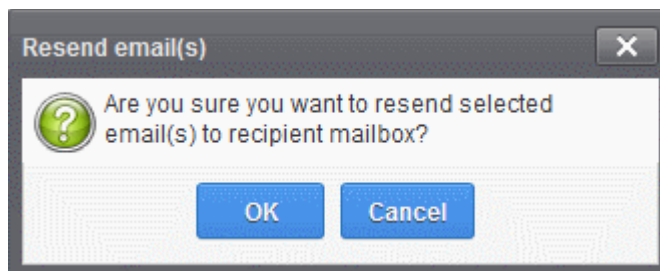 Resend email(s)
Are you sure you want to resend selected
email(s) to recipient mailbox?
OK
Cancel